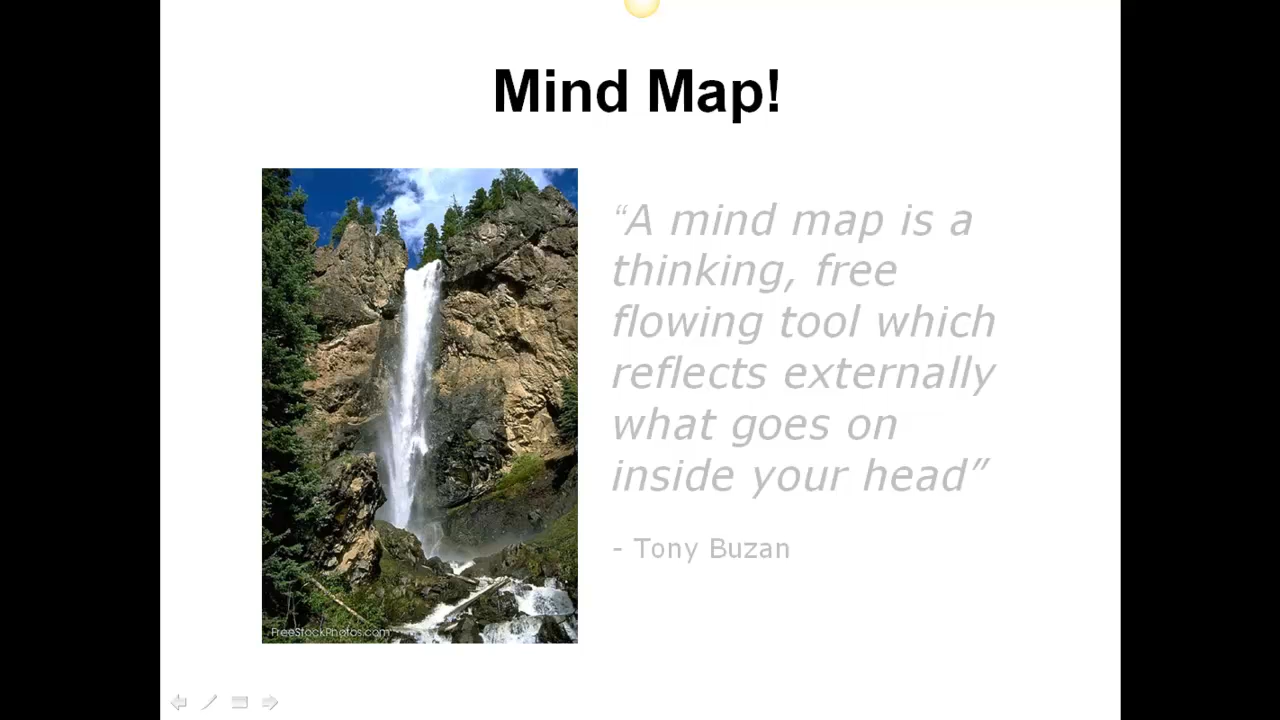 Mind Map!
“A mind map is a
thinking, free
flowing tool which
reflects externally
what goes on
inside your head”
- Tony Buzan
FreeStockPhotos.com